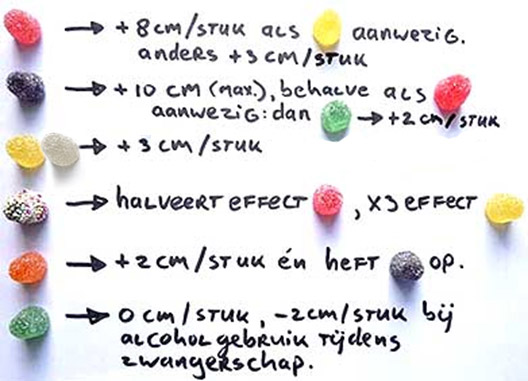 → + 8 cm/stuk als aanwezig.
anders + 3 cm/stuk
→ + 10 cm (max.), behalve als
aanwezig: dan → +2 cm/stuk
→ + 3 cm/stuk
→ halveert effect , x3 effect
→ +2 cm/stuk én heft op.
→ 0 cm/stuk, -2cm/stuk bij
alcoholgebruik tijdens
zwangerschap.